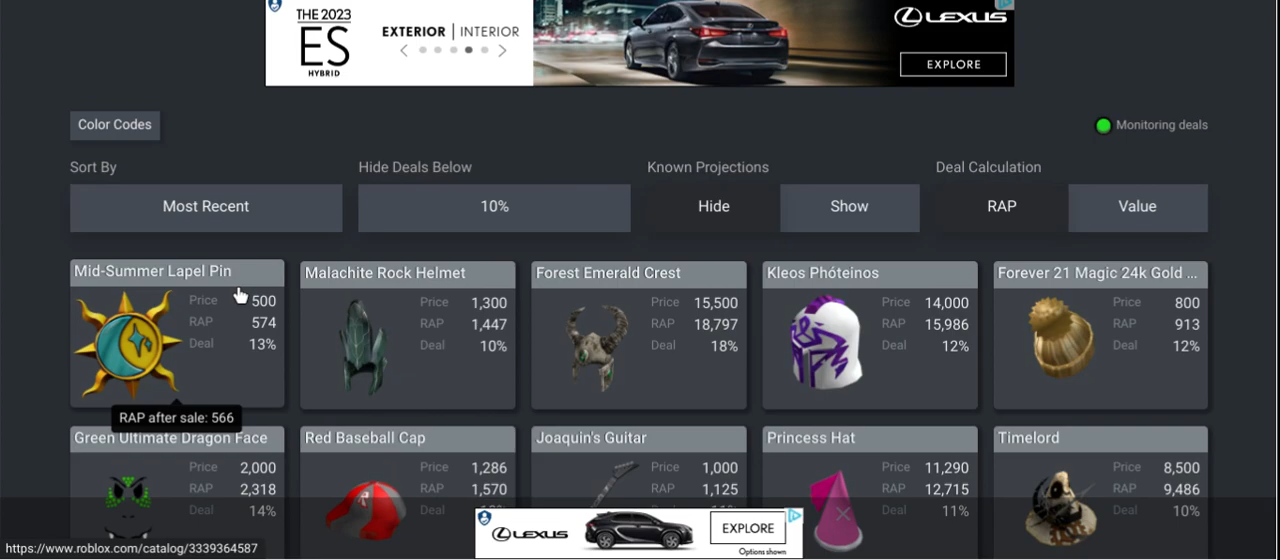 THE 2023
ES
HYBRID
EXTERIOR | INTERIOR
LEXUS
EXPLORE
Color Codes
Monitoring deals
Sort By
Hide Deals Below
Known Projections
Deal Calculation
Most Recent
10%
Hide
Show
RAP
Value
Mid-Summer Lapel Pin
Price 500
RAP 574
Deal 13%
Malachite Rock Helmet
Price 1,300
RAP 1,447
Deal 10%
Forest Emerald Crest
Price 15,500
RAP 18,797
Deal 18%
Kleos Phóteinos
Price 14,000
RAP 15,986
Deal 12%
Forever 21 Magic 24k Gold ...
Price 800
RAP 913
Deal 12%
RAP after sale: 566
Green Ultimate Dragon Face
Price 2,000
RAP 2,318
Deal 14%
Red Baseball Cap
Price 1,286
RAP 1,570
Deal
Joaquin's Guitar
Price 1,000
RAP 1,125
Deal
Princess Hat
Price 11,290
RAP 12,715
Deal 11%
Timelord
Price 8,500
RAP 9,486
Deal 10%
LEXUS
EXPLORE
Options shown
https://www.roblox.com/catalog/3339364587